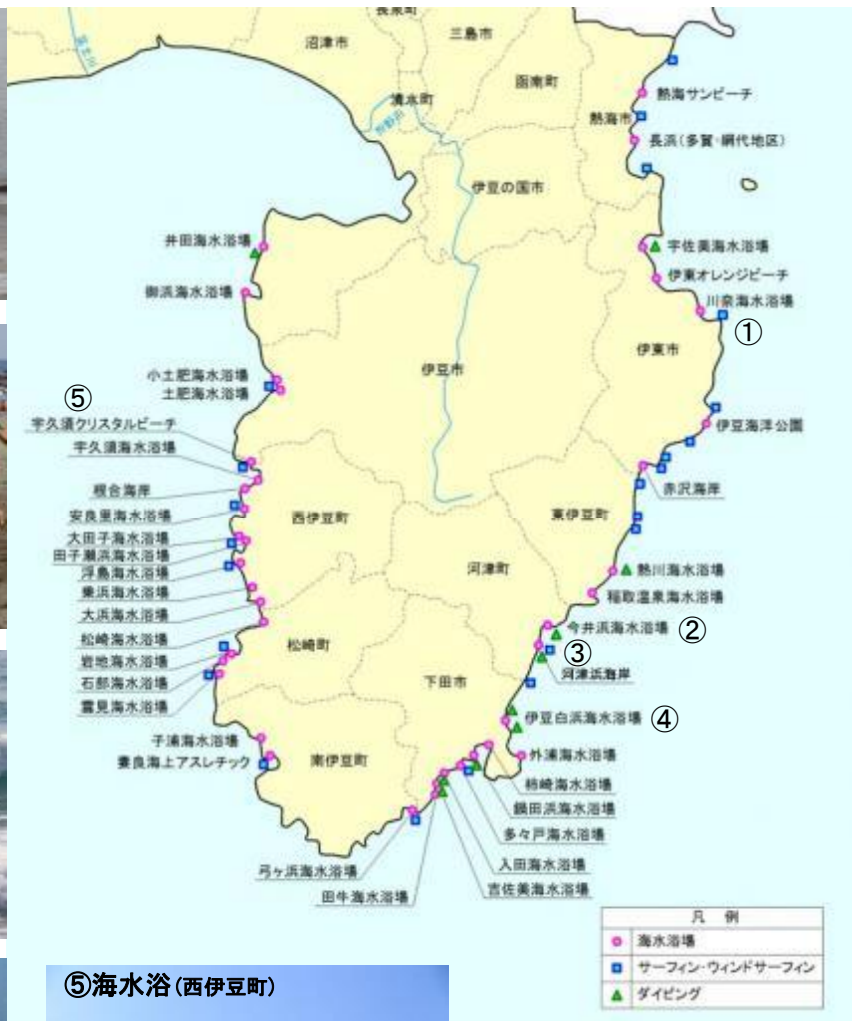 長泉町
沼津市
三島市
函南町
清水町
熱海市
熱海サンビーチ
長浜(多賀・網代地区)
伊豆の国市
井田海水浴場
御浜海水浴場
宇佐美海水浴場
伊東オレンジビーチ
川奈海水浴場
①
伊東市
伊豆市
小土肥海水浴場
土肥海水浴場
⑤
宇久須クリスタルビーチ
宇久須海水浴場
伊豆海洋公園
赤沢海岸
根合海岸
安良里海水浴場
西伊豆町
東伊豆町
大田子海水浴場
田子瀬浜海水浴場
浮島海水浴場
乗浜海水浴場
大浜海水浴場
松崎海水浴場
岩地海水浴場
石部海水浴場
雲見海水浴場
河津町
熱川海水浴場
稲取温泉海水浴場
今井浜海水浴場 ②
③
河津浜海岸
松崎町
下田市
伊豆白浜海水浴場 ④
子浦海水浴場
妻良海上アスレチック
南伊豆町
外浦海水浴場
柿崎海水浴場
鍋田浜海水浴場
多々戸海水浴場
入田海水浴場
吉佐美海水浴場
弓ヶ浜海水浴場
田牛海水浴場
凡 例
海水浴場
サーフィン・ウィンドサーフィン
ダイビング
⑤海水浴(西伊豆町)